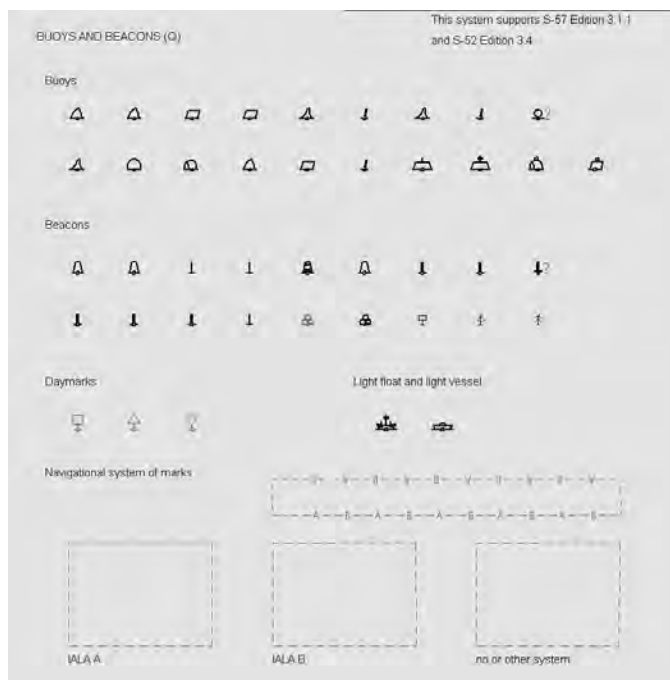 This system supports S-57 Edition 3.1.1
and S-52 Edition 3.4
BUOYS AND BEACONS (Q)
Buoys
?
Beacons
?
Daymarks
Light float and light vessel
?
Navigational system of marks
A B A B A B A B A B
IALA A
IALA B
no or other system